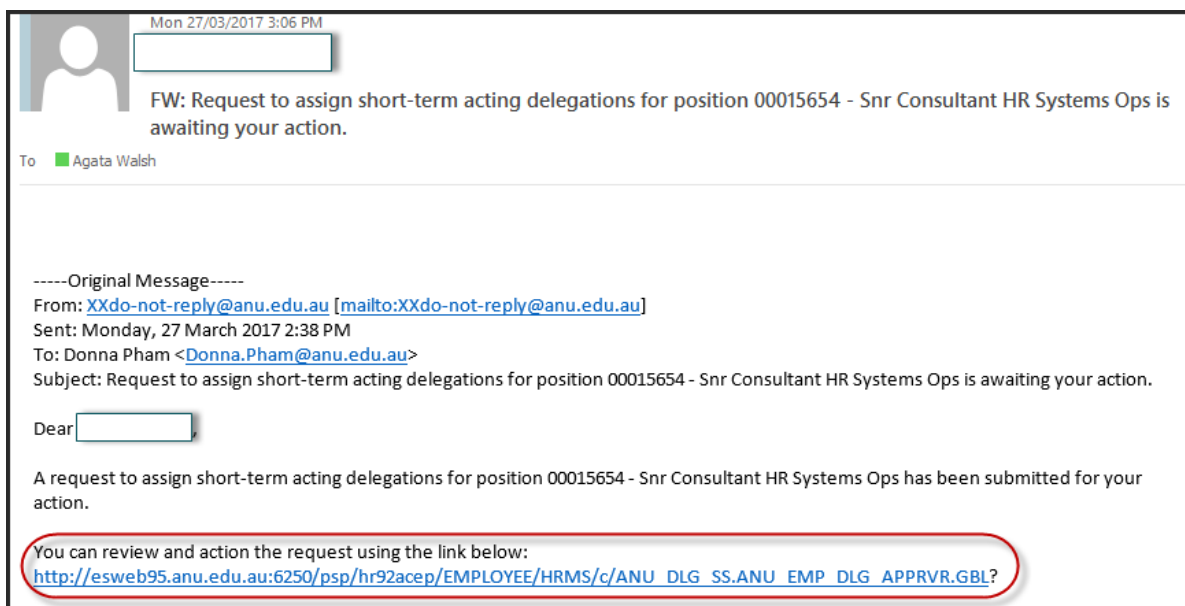 Mon 27/03/2017 3:06 PM
FW: Request to assign short-term acting delegations for position 00015654 - Snr Consultant HR Systems Ops is
awaiting your action.
To Agata Walsh
-----Original Message-----
From: XXdo-not-reply@anu.edu.au [mailto:XXdo-not-reply@anu.edu.au]
Sent: Monday, 27 March 2017 2:38 PM
To: Donna Pham <Donna.Pham@anu.edu.au>
Subject: Request to assign short-term acting delegations for position 00015654 - Snr Consultant HR Systems Ops is awaiting your action.
Dear ,
A request to assign short-term acting delegations for position 00015654 - Snr Consultant HR Systems Ops has been submitted for your
action.
You can review and action the request using the link below:
http://esweb95.anu.edu.au:6250/psp/hr92acep/EMPLOYEE/HRMS/c/ANU_DLG_SS.ANU_EMP_DLG_APPRVR.GBL?